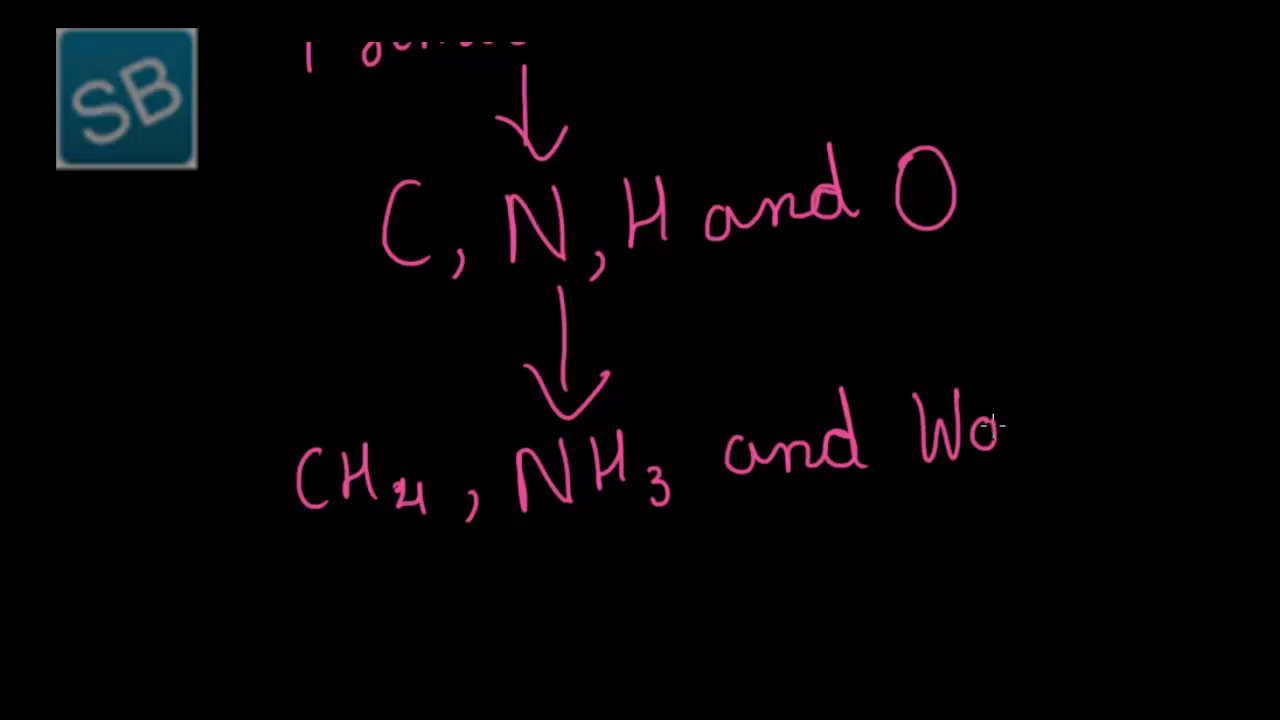 SB
C, N, H and O
CH4, NH3 and Wa